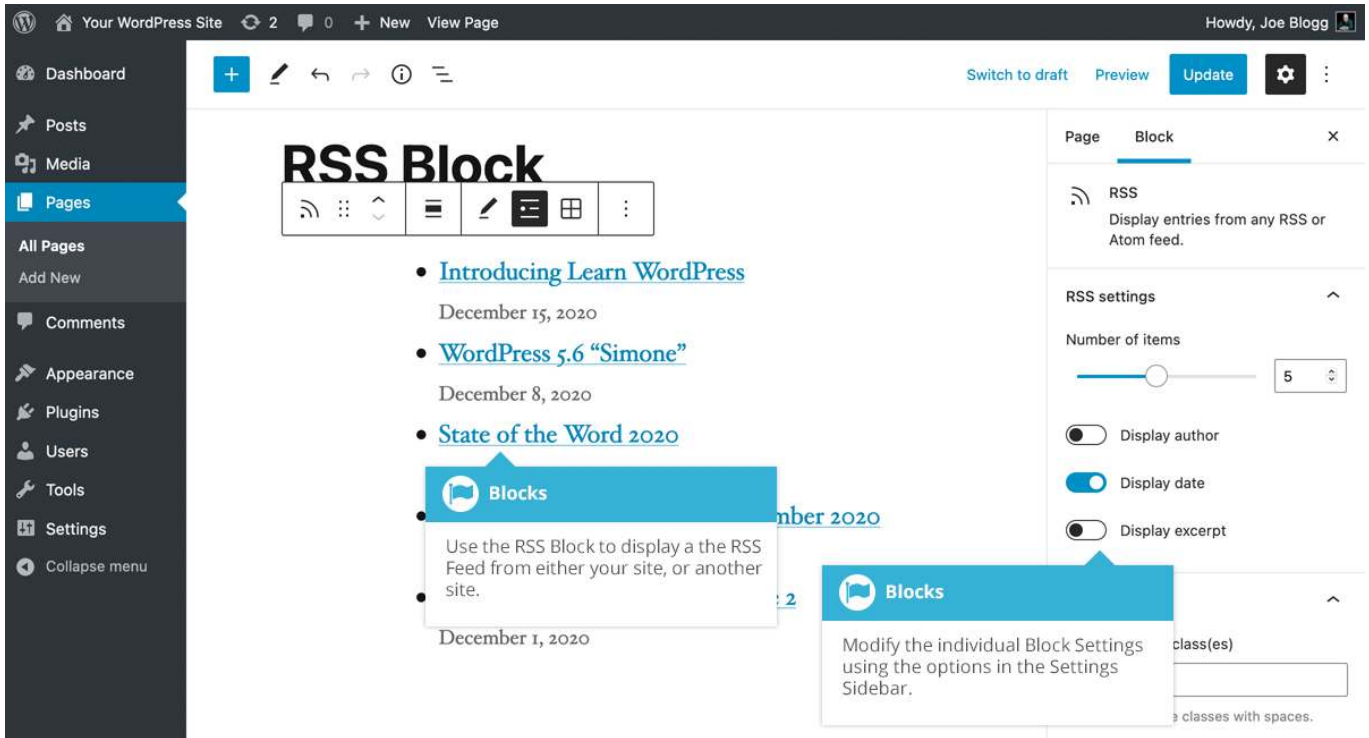 Your WordPress Site 2 0 New View Page Howdy, Joe Blogg
Dashboard
Posts
Media
Pages
All Pages
Add New
Comments
Appearance
Plugins
Users
Tools
Settings
Collapse menu
Switch to draft Preview Update
RSS Block
Introducing Learn WordPress
December 15, 2020
WordPress 5.6 “Simone”
December 8, 2020
State of the Word 2020
2020
2
December 1, 2020
Blocks
Use the RSS Block to display a the RSS
Feed from either your site, or another
site.
Page Block
RSS
Display entries from any RSS or
Atom feed.
RSS settings
Number of items
5
Display author
Display date
Display excerpt
Blocks
Modify the individual Block Settings
using the options in the Settings
Sidebar.
class(es)
classes with spaces.